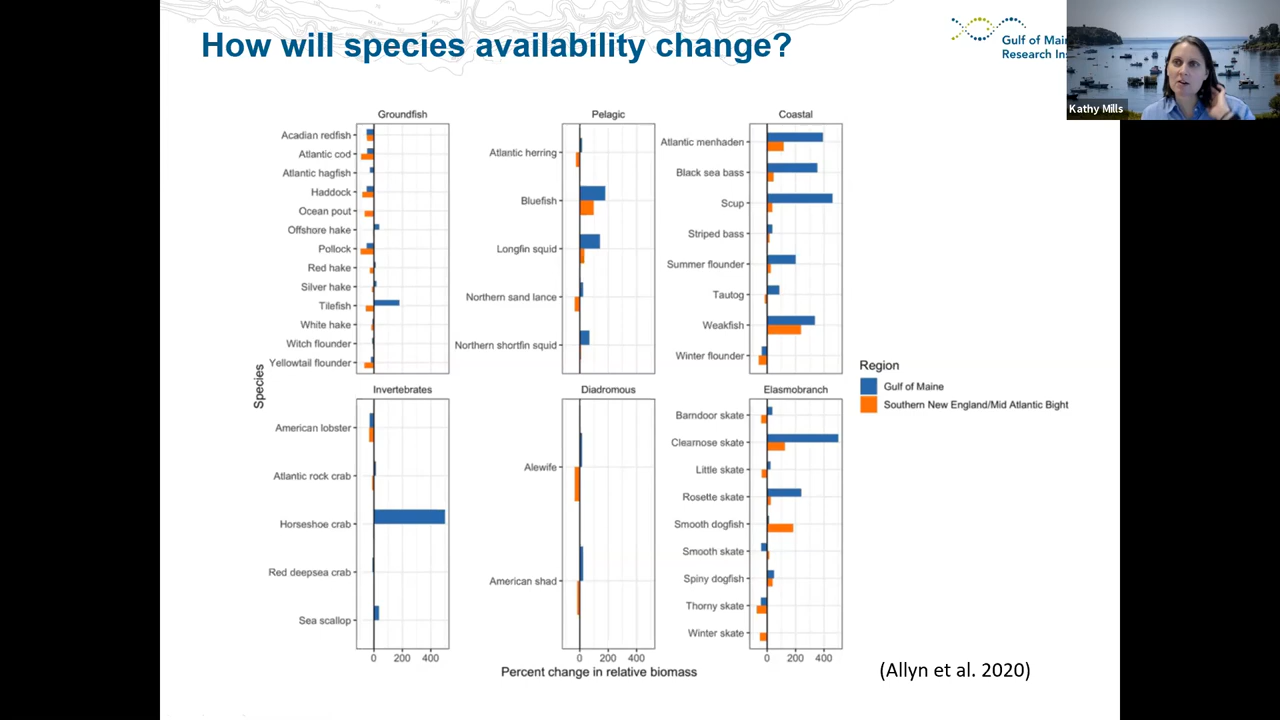 How will species availability change?
Gulf of Mai
Research In
Kathy Mills
Groundfish
Acadian redfish
Atlantic cod
Atlantic hagfish
Haddock
Ocean pout
Offshore hake
Pollock
Red hake
Silver hake
Tilefish
White hake
Witch flounder
Yellowtail flounder
Pelagic
Atlantic herring
Bluefish
Longfin squid
Northern sand lance
Northern shortfin squid
Coastal
Atlantic menhaden
Black sea bass
Scup
Striped bass
Summer flounder
Tautog
Weakfish
Winter flounder
Species
Invertebrates
American lobster
Atlantic rock crab
Horseshoe crab
Red deepsea crab
Sea scallop
0 200 400
Diadromous
Alewife
American shad
0 200 400
Elasmobranch
Barndoor skate
Clearnose skate
Little skate
Rosette skate
Smooth dogfish
Smooth skate
Spiny dogfish
Thorny skate
Winter skate
0 200 400
Percent change in relative biomass
Region
Gulf of Maine
Southern New England/Mid Atlantic Bight
(Allyn et al. 2020)